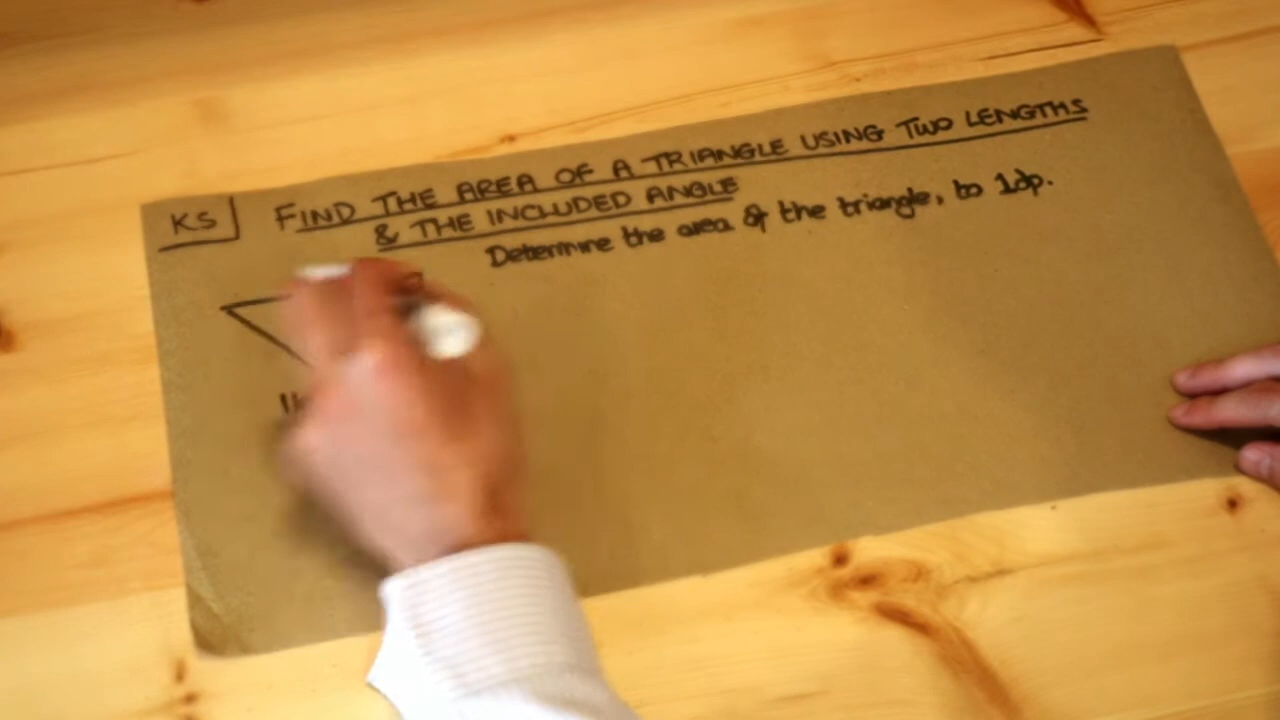 KS
FIND THE AREA OF A TRIANGLE USING TWO LENGTHS
& THE INCLUDED ANGLE
Determine the area of the triangle, to 1dp.